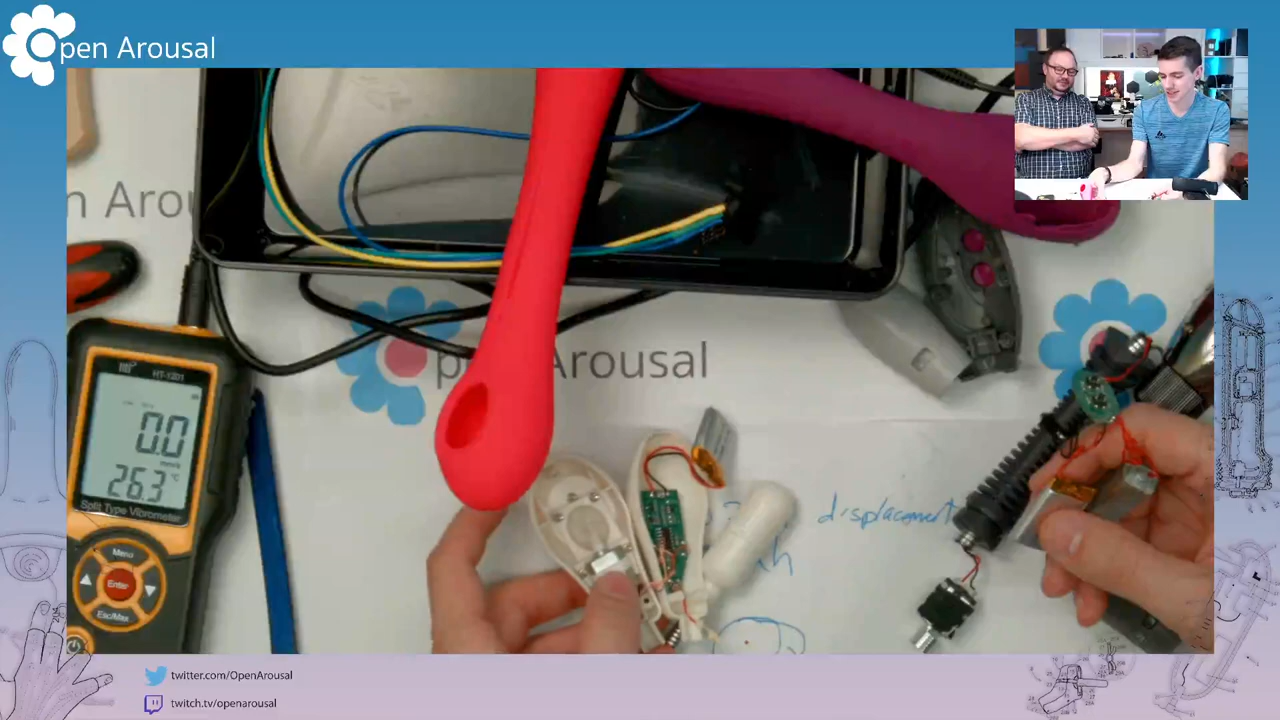 pen Arousal
n Arou
pen Arousal
HT-1201
0.0
26.3 °C
Split Type Vibrometer
Menu
Enter
Esc/Max
displacement
twitter.com/OpenArousal
twitch.tv/openarousal